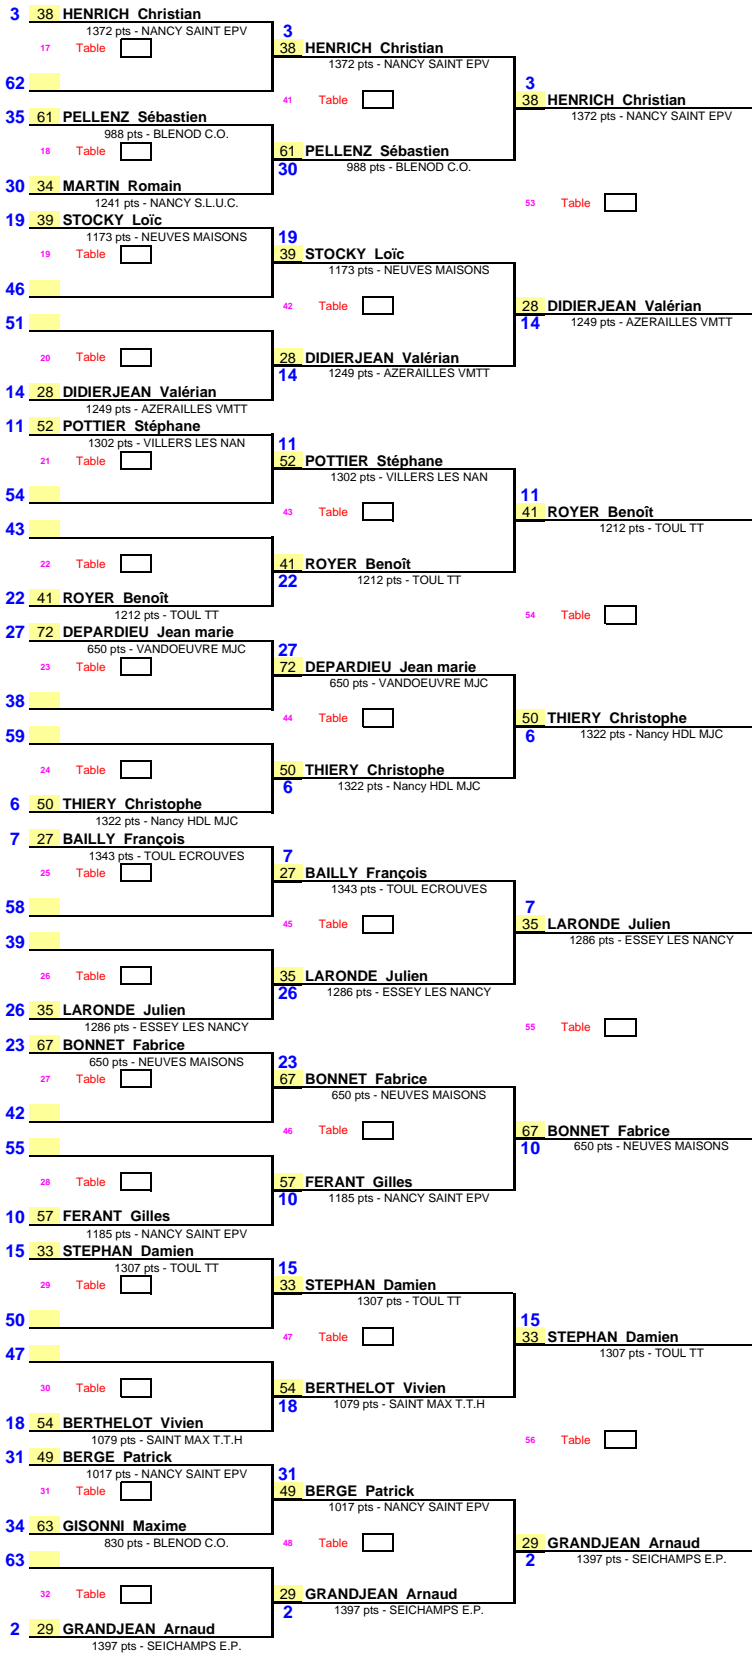 3 38 HENRICH Christian
1372 pts - NANCY SAINT EPV
17 Table
62
35 61 PELLENZ Sébastien
988 pts - BLENOD C.O.
18 Table
30 34 MARTIN Romain
1241 pts - NANCY S.L.U.C.
19 39 STOCKY Loïc
1173 pts - NEUVES MAISONS
19 Table
46
51
20 Table
14 28 DIDIERJEAN Valérian
1249 pts - AZERAILLES VMTT
11 52 POTTIER Stéphane
1302 pts - VILLERS LES NAN
21 Table
54
43
22 Table
22 41 ROYER Benoît
1212 pts - TOUL TT
27 72 DEPARDIEU Jean marie
650 pts - VANDOEUVRE MJC
23 Table
38
59
24 Table
6 50 THIERY Christophe
1322 pts - Nancy HDL MJC
7 27 BAILLY François
1343 pts - TOUL ECROUVES
25 Table
58
39
26 Table
26 35 LARONDE Julien
1286 pts - ESSEY LES NANCY
23 67 BONNET Fabrice
650 pts - NEUVES MAISONS
27 Table
42
55
28 Table
10 57 FERANT Gilles
1185 pts - NANCY SAINT EPV
15 33 STEPHAN Damien
1307 pts - TOUL TT
29 Table
50
47
30 Table
18 54 BERTHELOT Vivien
1079 pts - SAINT MAX T.T.H
31 49 BERGE Patrick
1017 pts - NANCY SAINT EPV
31 Table
34 63 GISONNI Maxime
830 pts - BLENOD C.O.
63
32 Table
2 29 GRANDJEAN Arnaud
1397 pts - SEICHAMPS E.P.
3
38 HENRICH Christian
1372 pts - NANCY SAINT EPV
41 Table
61 PELLENZ Sébastien
30 988 pts - BLENOD C.O.
19
39 STOCKY Loïc
1173 pts - NEUVES MAISONS
42 Table
28 DIDIERJEAN Valérian
14 1249 pts - AZERAILLES VMTT
11
52 POTTIER Stéphane
1302 pts - VILLERS LES NAN
43 Table
41 ROYER Benoît
22 1212 pts - TOUL TT
27
72 DEPARDIEU Jean marie
650 pts - VANDOEUVRE MJC
44 Table
50 THIERY Christophe
6 1322 pts - Nancy HDL MJC
7
27 BAILLY François
1343 pts - TOUL ECROUVES
45 Table
35 LARONDE Julien
26 1286 pts - ESSEY LES NANCY
23
67 BONNET Fabrice
650 pts - NEUVES MAISONS
46 Table
57 FERANT Gilles
10 1185 pts - NANCY SAINT EPV
15
33 STEPHAN Damien
1307 pts - TOUL TT
47 Table
54 BERTHELOT Vivien
18 1079 pts - SAINT MAX T.T.H
31
49 BERGE Patrick
1017 pts - NANCY SAINT EPV
48 Table
29 GRANDJEAN Arnaud
2 1397 pts - SEICHAMPS E.P.
3
38 HENRICH Christian
1372 pts - NANCY SAINT EPV
53 Table
28 DIDIERJEAN Valérian
14 1249 pts - AZERAILLES VMTT
11
41 ROYER Benoît
1212 pts - TOUL TT
54 Table
50 THIERY Christophe
6 1322 pts - Nancy HDL MJC
7
35 LARONDE Julien
1286 pts - ESSEY LES NANCY
55 Table
67 BONNET Fabrice
10 650 pts - NEUVES MAISONS
15
33 STEPHAN Damien
1307 pts - TOUL TT
56 Table
29 GRANDJEAN Arnaud
2 1397 pts - SEICHAMPS E.P.